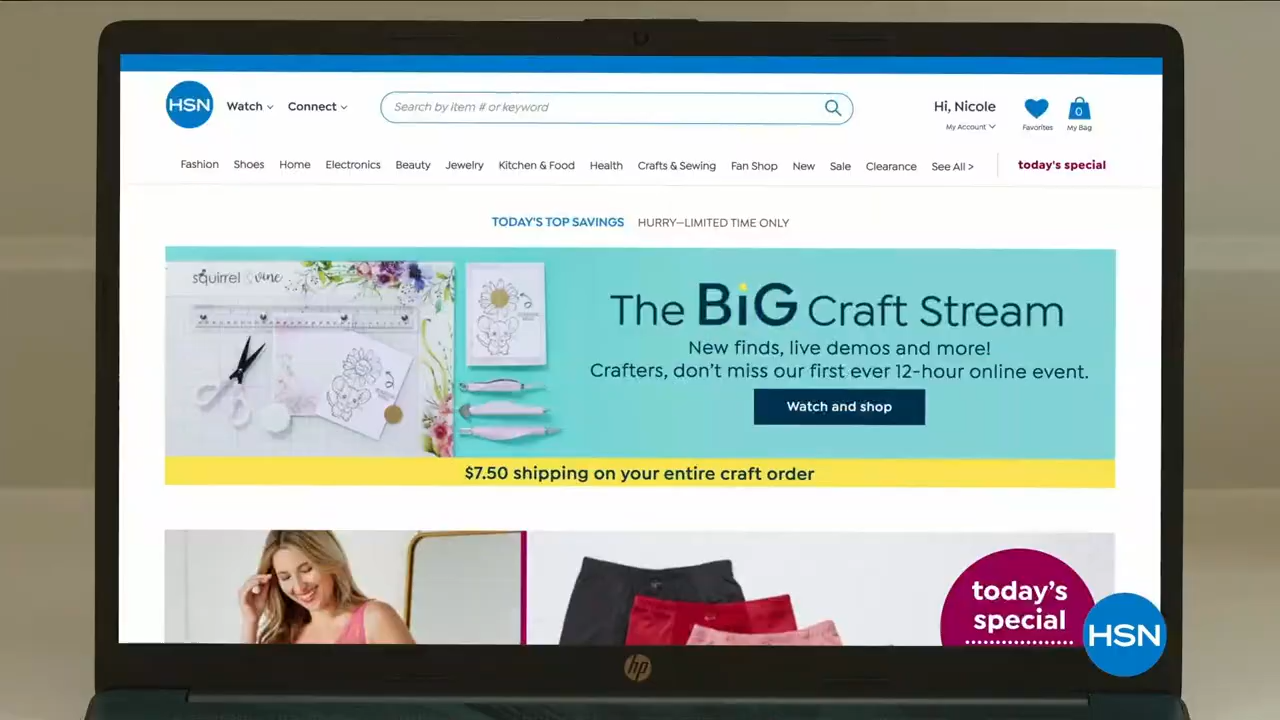 HSN Watch Connect Search by item # or keyword Hi, Nicole
My Account Favorites 0 My Bag
Fashion Shoes Home Electronics Beauty Jewelry Kitchen & Food Health Crafts & Sewing Fan Shop New Sale Clearance See All > today's special
TODAY'S TOP SAVINGS HURRY—LIMITED TIME ONLY
squirrel & vine
The BiG Craft Stream
New finds, live demos and more!
Crafters, don't miss our first ever 12-hour online event.
Watch and shop
$7.50 shipping on your entire craft order
today's
special
HSN
hp